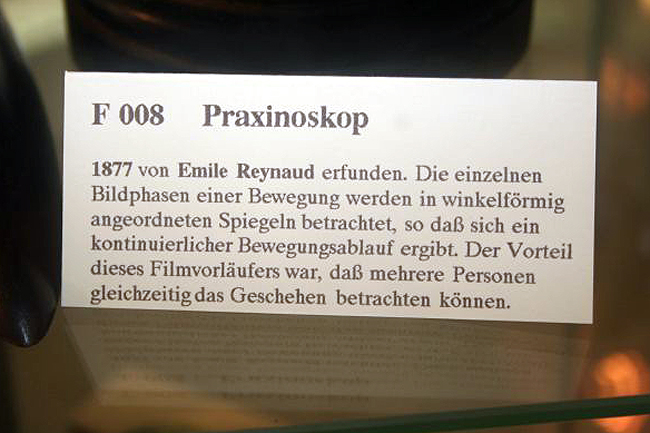 F 008 Praxinoskop
1877 von Emile Reynaud erfunden. Die einzelnen
Bildphasen einer Bewegung werden in winkelförmig
angeordneten Spiegeln betrachtet, so daß sich ein
kontinuierlicher Bewegungsablauf ergibt. Der Vorteil
dieses Filmvorläufers war, daß mehrere Personen
gleichzeitig das Geschehen betrachten können.